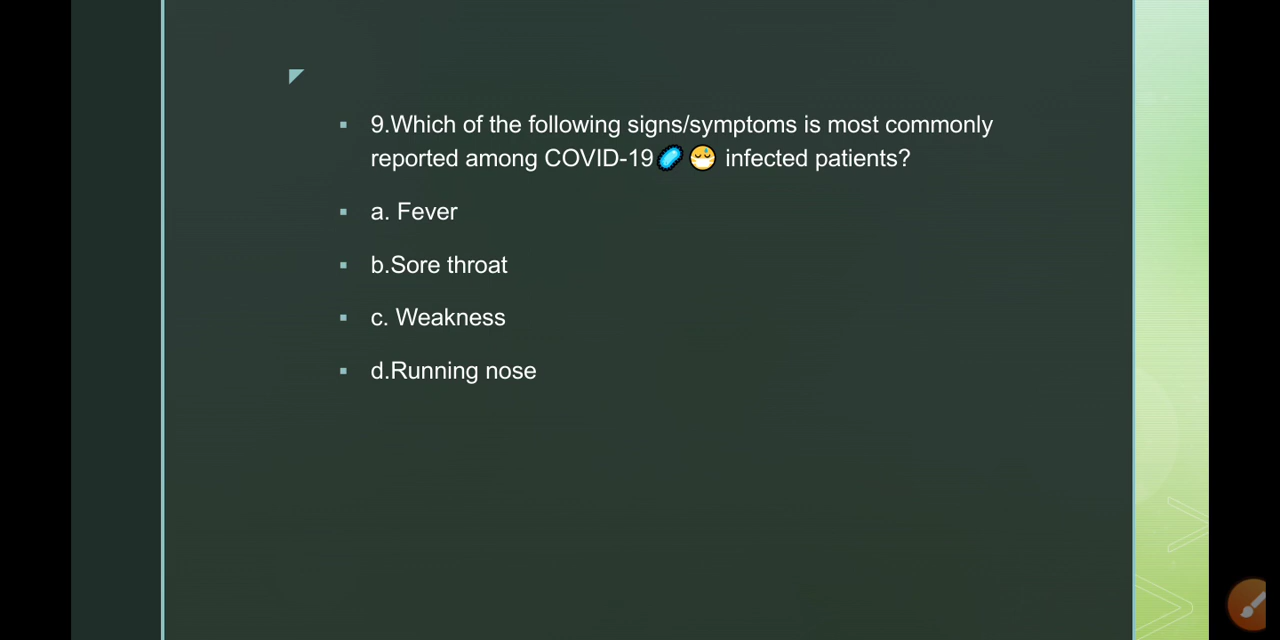 9.Which of the following signs/symptoms is most commonly
reported among COVID-19🦠😷 infected patients?
a. Fever
b.Sore throat
c. Weakness
d.Running nose